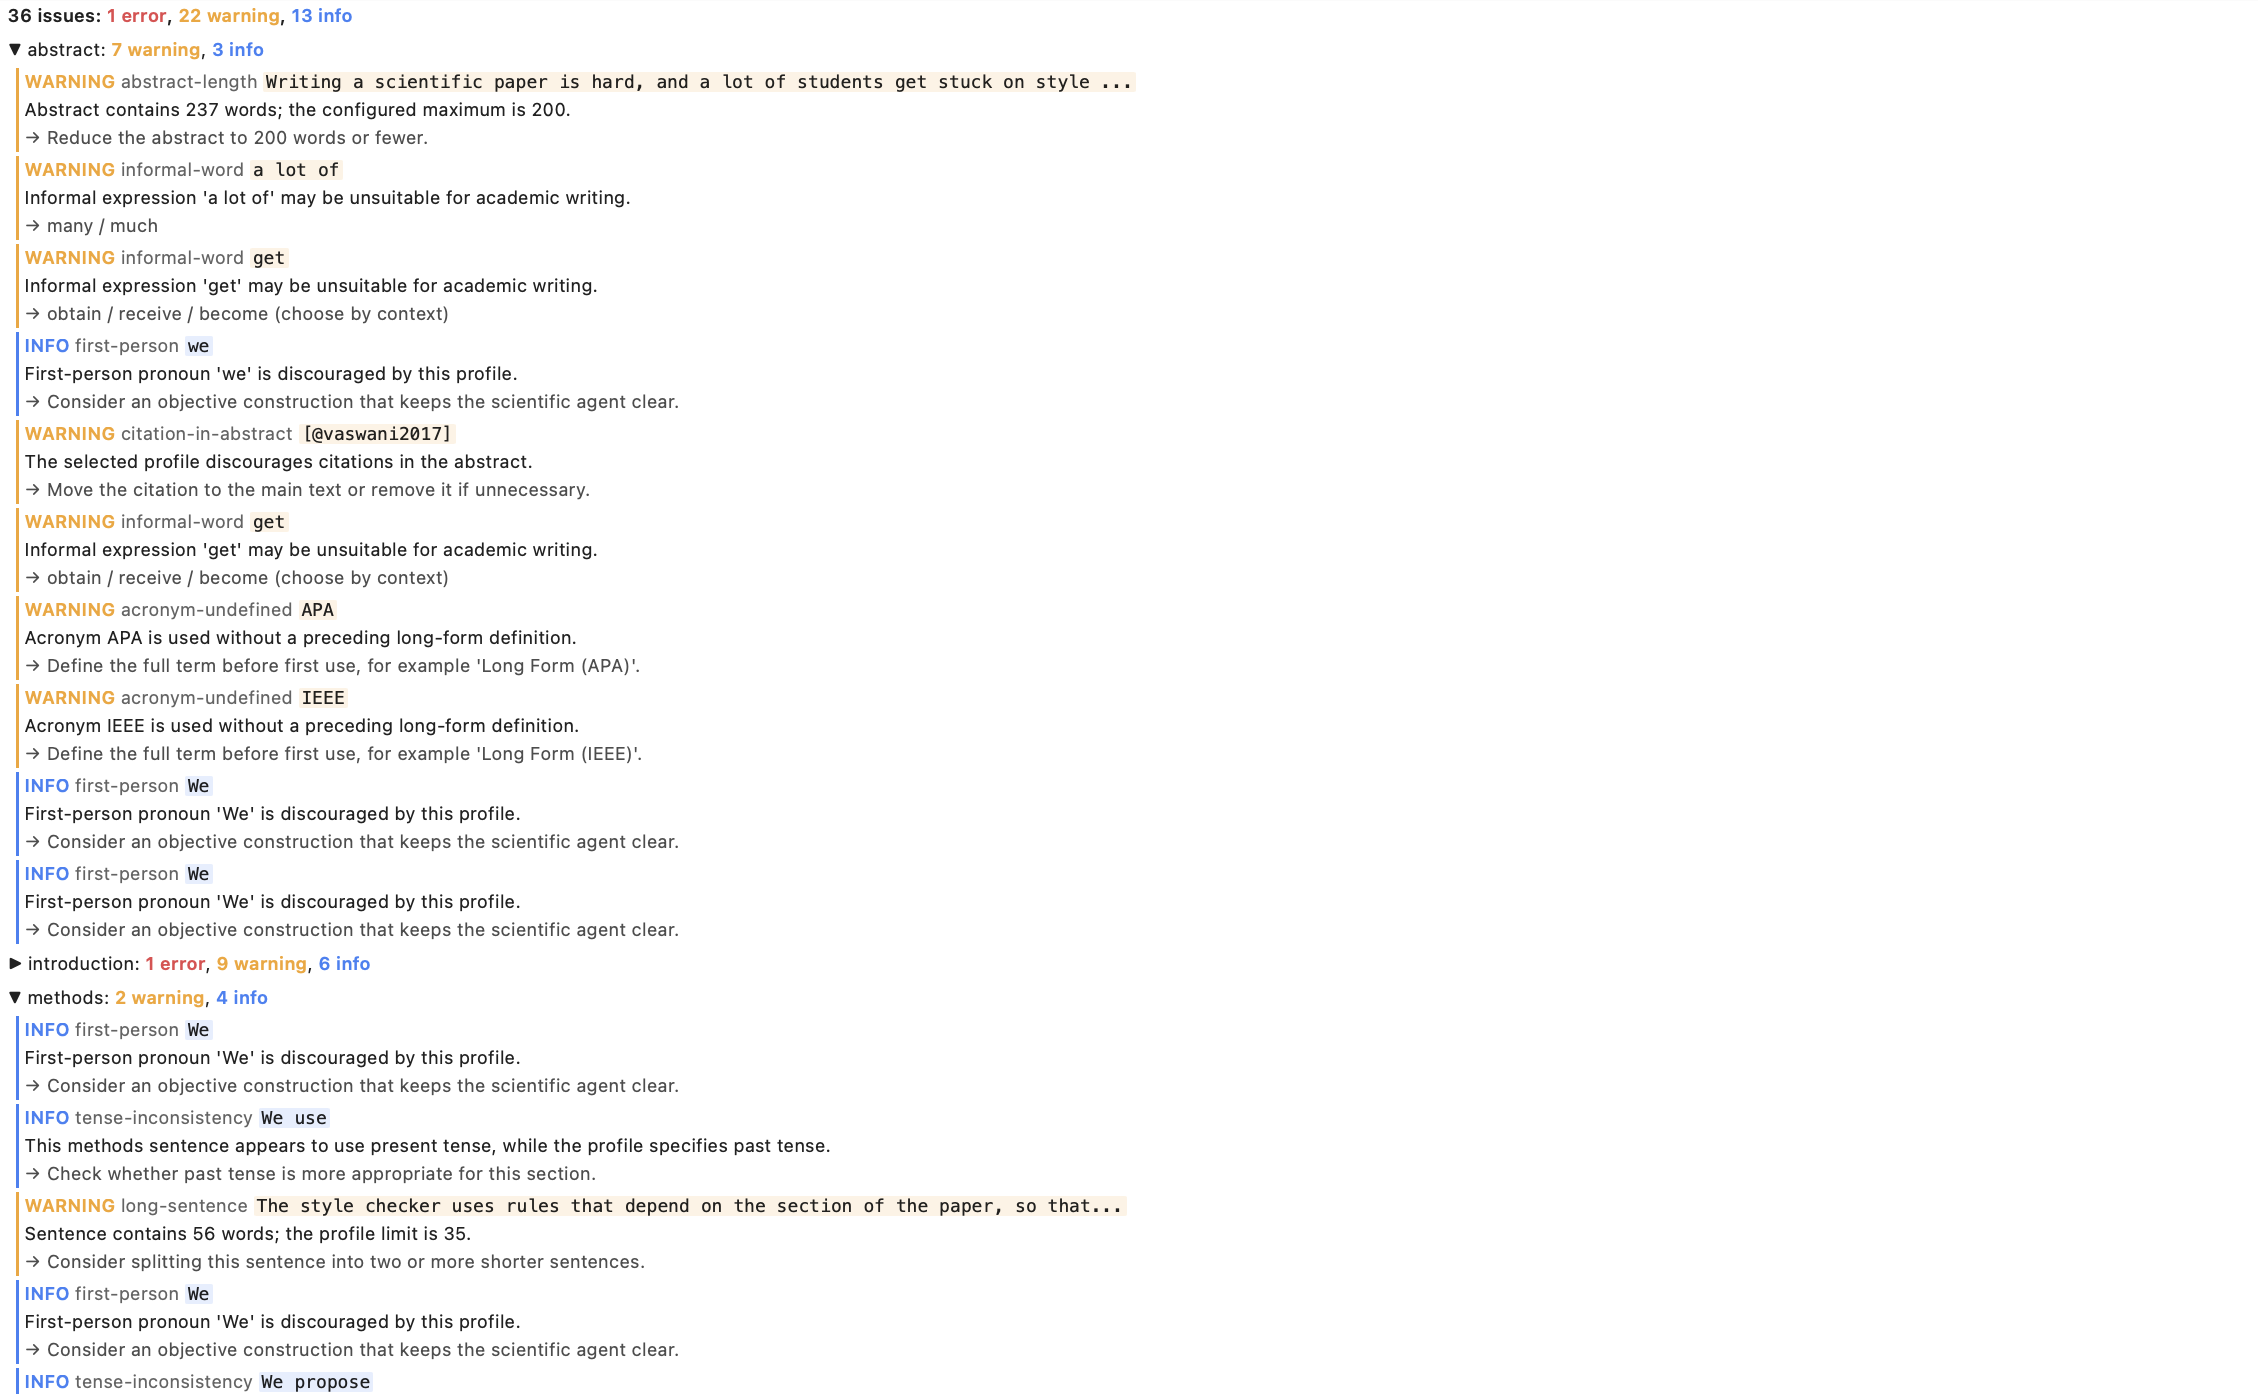 36 issues: 1 error, 22 warning, 13 info
▼ abstract: 7 warning, 3 info
WARNING abstract-length Writing a scientific paper is hard, and a lot of students get stuck on style ...
Abstract contains 237 words; the configured maximum is 200.
→ Reduce the abstract to 200 words or fewer.
WARNING informal-word a lot of
Informal expression 'a lot of' may be unsuitable for academic writing.
→ many / much
WARNING informal-word get
Informal expression 'get' may be unsuitable for academic writing.
→ obtain / receive / become (choose by context)
INFO first-person we
First-person pronoun 'we' is discouraged by this profile.
→ Consider an objective construction that keeps the scientific agent clear.
WARNING citation-in-abstract [@vaswani2017]
The selected profile discourages citations in the abstract.
→ Move the citation to the main text or remove it if unnecessary.
WARNING informal-word get
Informal expression 'get' may be unsuitable for academic writing.
→ obtain / receive / become (choose by context)
WARNING acronym-undefined APA
Acronym APA is used without a preceding long-form definition.
→ Define the full term before first use, for example 'Long Form (APA)'.
WARNING acronym-undefined IEEE
Acronym IEEE is used without a preceding long-form definition.
→ Define the full term before first use, for example 'Long Form (IEEE)'.
INFO first-person We
First-person pronoun 'We' is discouraged by this profile.
→ Consider an objective construction that keeps the scientific agent clear.
INFO first-person We
First-person pronoun 'We' is discouraged by this profile.
→ Consider an objective construction that keeps the scientific agent clear.
▶ introduction: 1 error, 9 warning, 6 info
▼ methods: 2 warning, 4 info
INFO first-person We
First-person pronoun 'We' is discouraged by this profile.
→ Consider an objective construction that keeps the scientific agent clear.
INFO tense-inconsistency We use
This methods sentence appears to use present tense, while the profile specifies past tense.
→ Check whether past tense is more appropriate for this section.
WARNING long-sentence The style checker uses rules that depend on the section of the paper, so that...
Sentence contains 56 words; the profile limit is 35.
→ Consider splitting this sentence into two or more shorter sentences.
INFO first-person We
First-person pronoun 'We' is discouraged by this profile.
→ Consider an objective construction that keeps the scientific agent clear.
INFO tense-inconsistency We propose